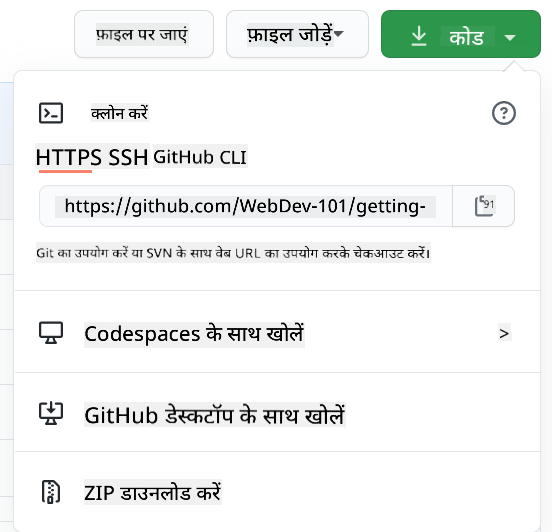 फ़ाइल पर जाएं फ़ाइल जोड़ें कोड
क्लोन करें
HTTPS SSH GitHub CLI
https://github.com/WebDev-101/getting-
91
Git का उपयोग करें या SVN के साथ वेब URL का उपयोग करके चेकआउट करें।
Codespaces के साथ खोलें >
GitHub डेस्कटॉप के साथ खोलें
ZIP डाउनलोड करें